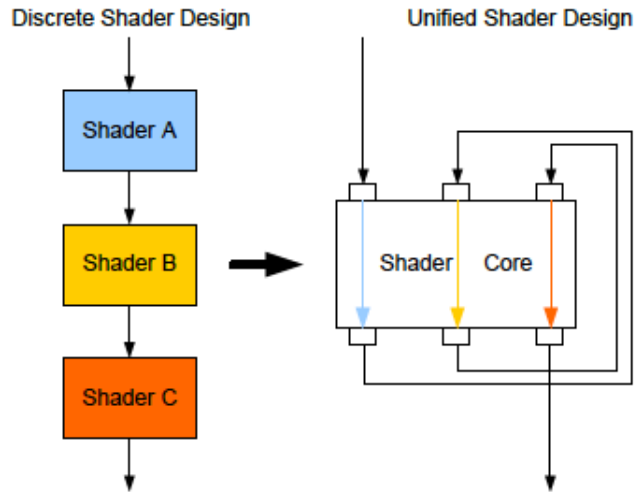 Discrete Shader Design
Unified Shader Design
Shader A
Shader B
Shader C
Shader Core